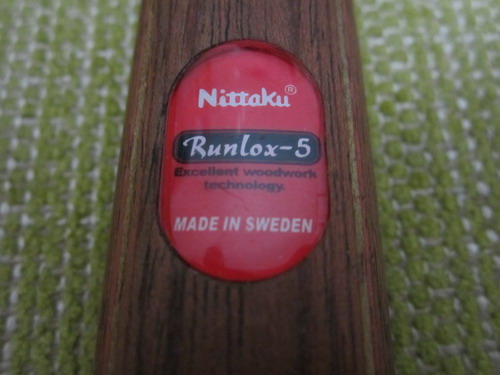 Nittaku®
Runlox-5
Excellent woodwork
technology.
MADE IN SWEDEN